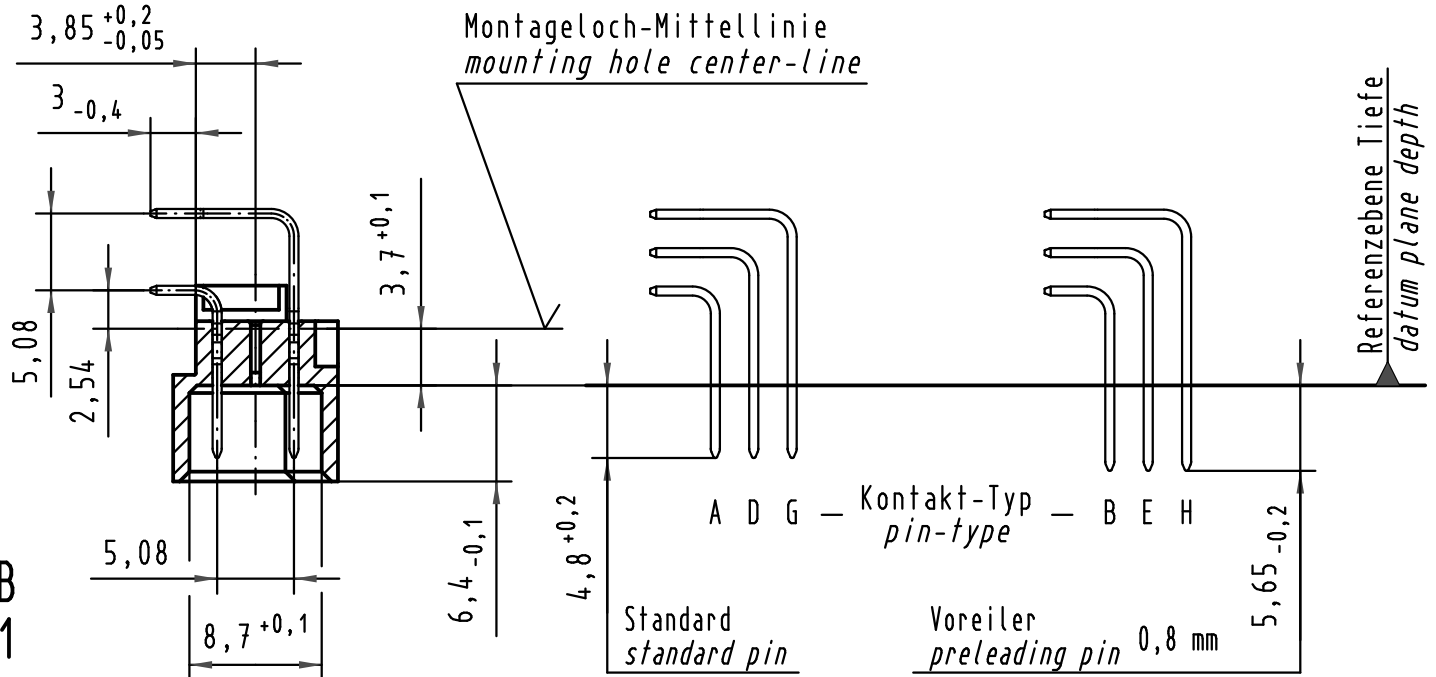 3,85 +0,2 -0,05
3 -0,4
Montageloch-Mittellinie
mounting hole center-line
Referenzebene Tiefe
datum plane depth
3,7 +0,1
5,08
2,54
A D G — Kontakt-Typ — B E H
pin-type
5,08
8,7 +0,1
6,4 -0,1
4,8 +0,2
5,65 -0,2
Standard
standard pin
Voreiler
preleading pin 0,8 mm
B
1